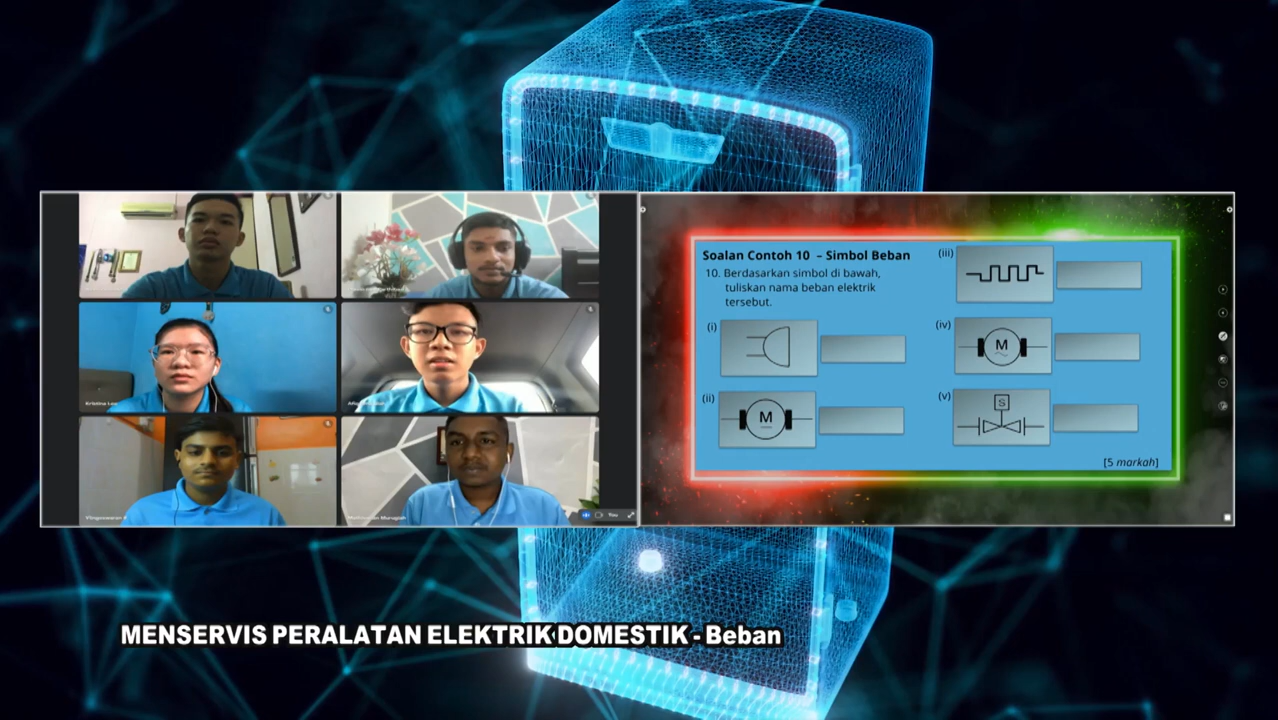 Soalan Contoh 10 – Simbol Beban
10. Berdasarkan simbol di bawah,
tuliskan nama beban elektrik
tersebut.
(i)
(ii)
M
(iii)
(iv)
M
(v)
S
[5 markah]
Kristina Lee
You
MENSERVIS PERALATAN ELEKTRIK DOMESTIK - Beban